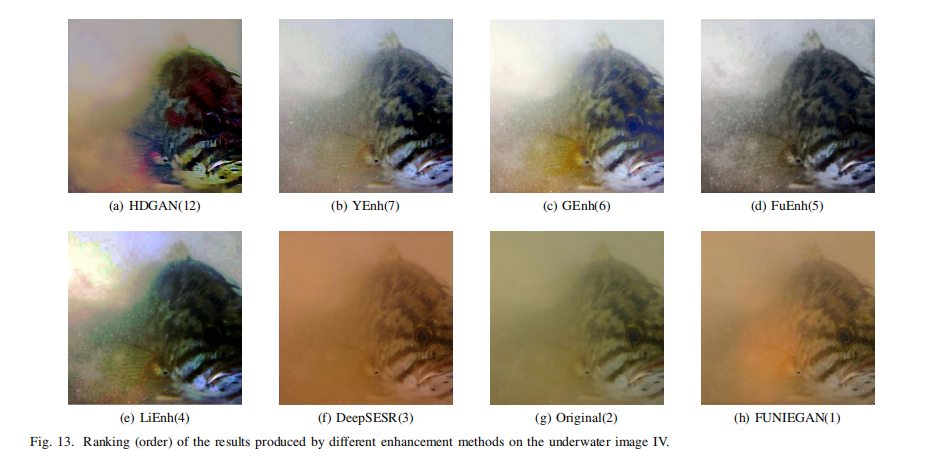 (a) HDGAN(12)
(b) YEnh(7)
(c) GEnh(6)
(d) FuEnh(5)
(e) LiEnh(4)
(f) DeepSESR(3)
(g) Original(2)
(h) FUNIEGAN(1)
Fig. 13. Ranking (order) of the results produced by different enhancement methods on the underwater image IV.